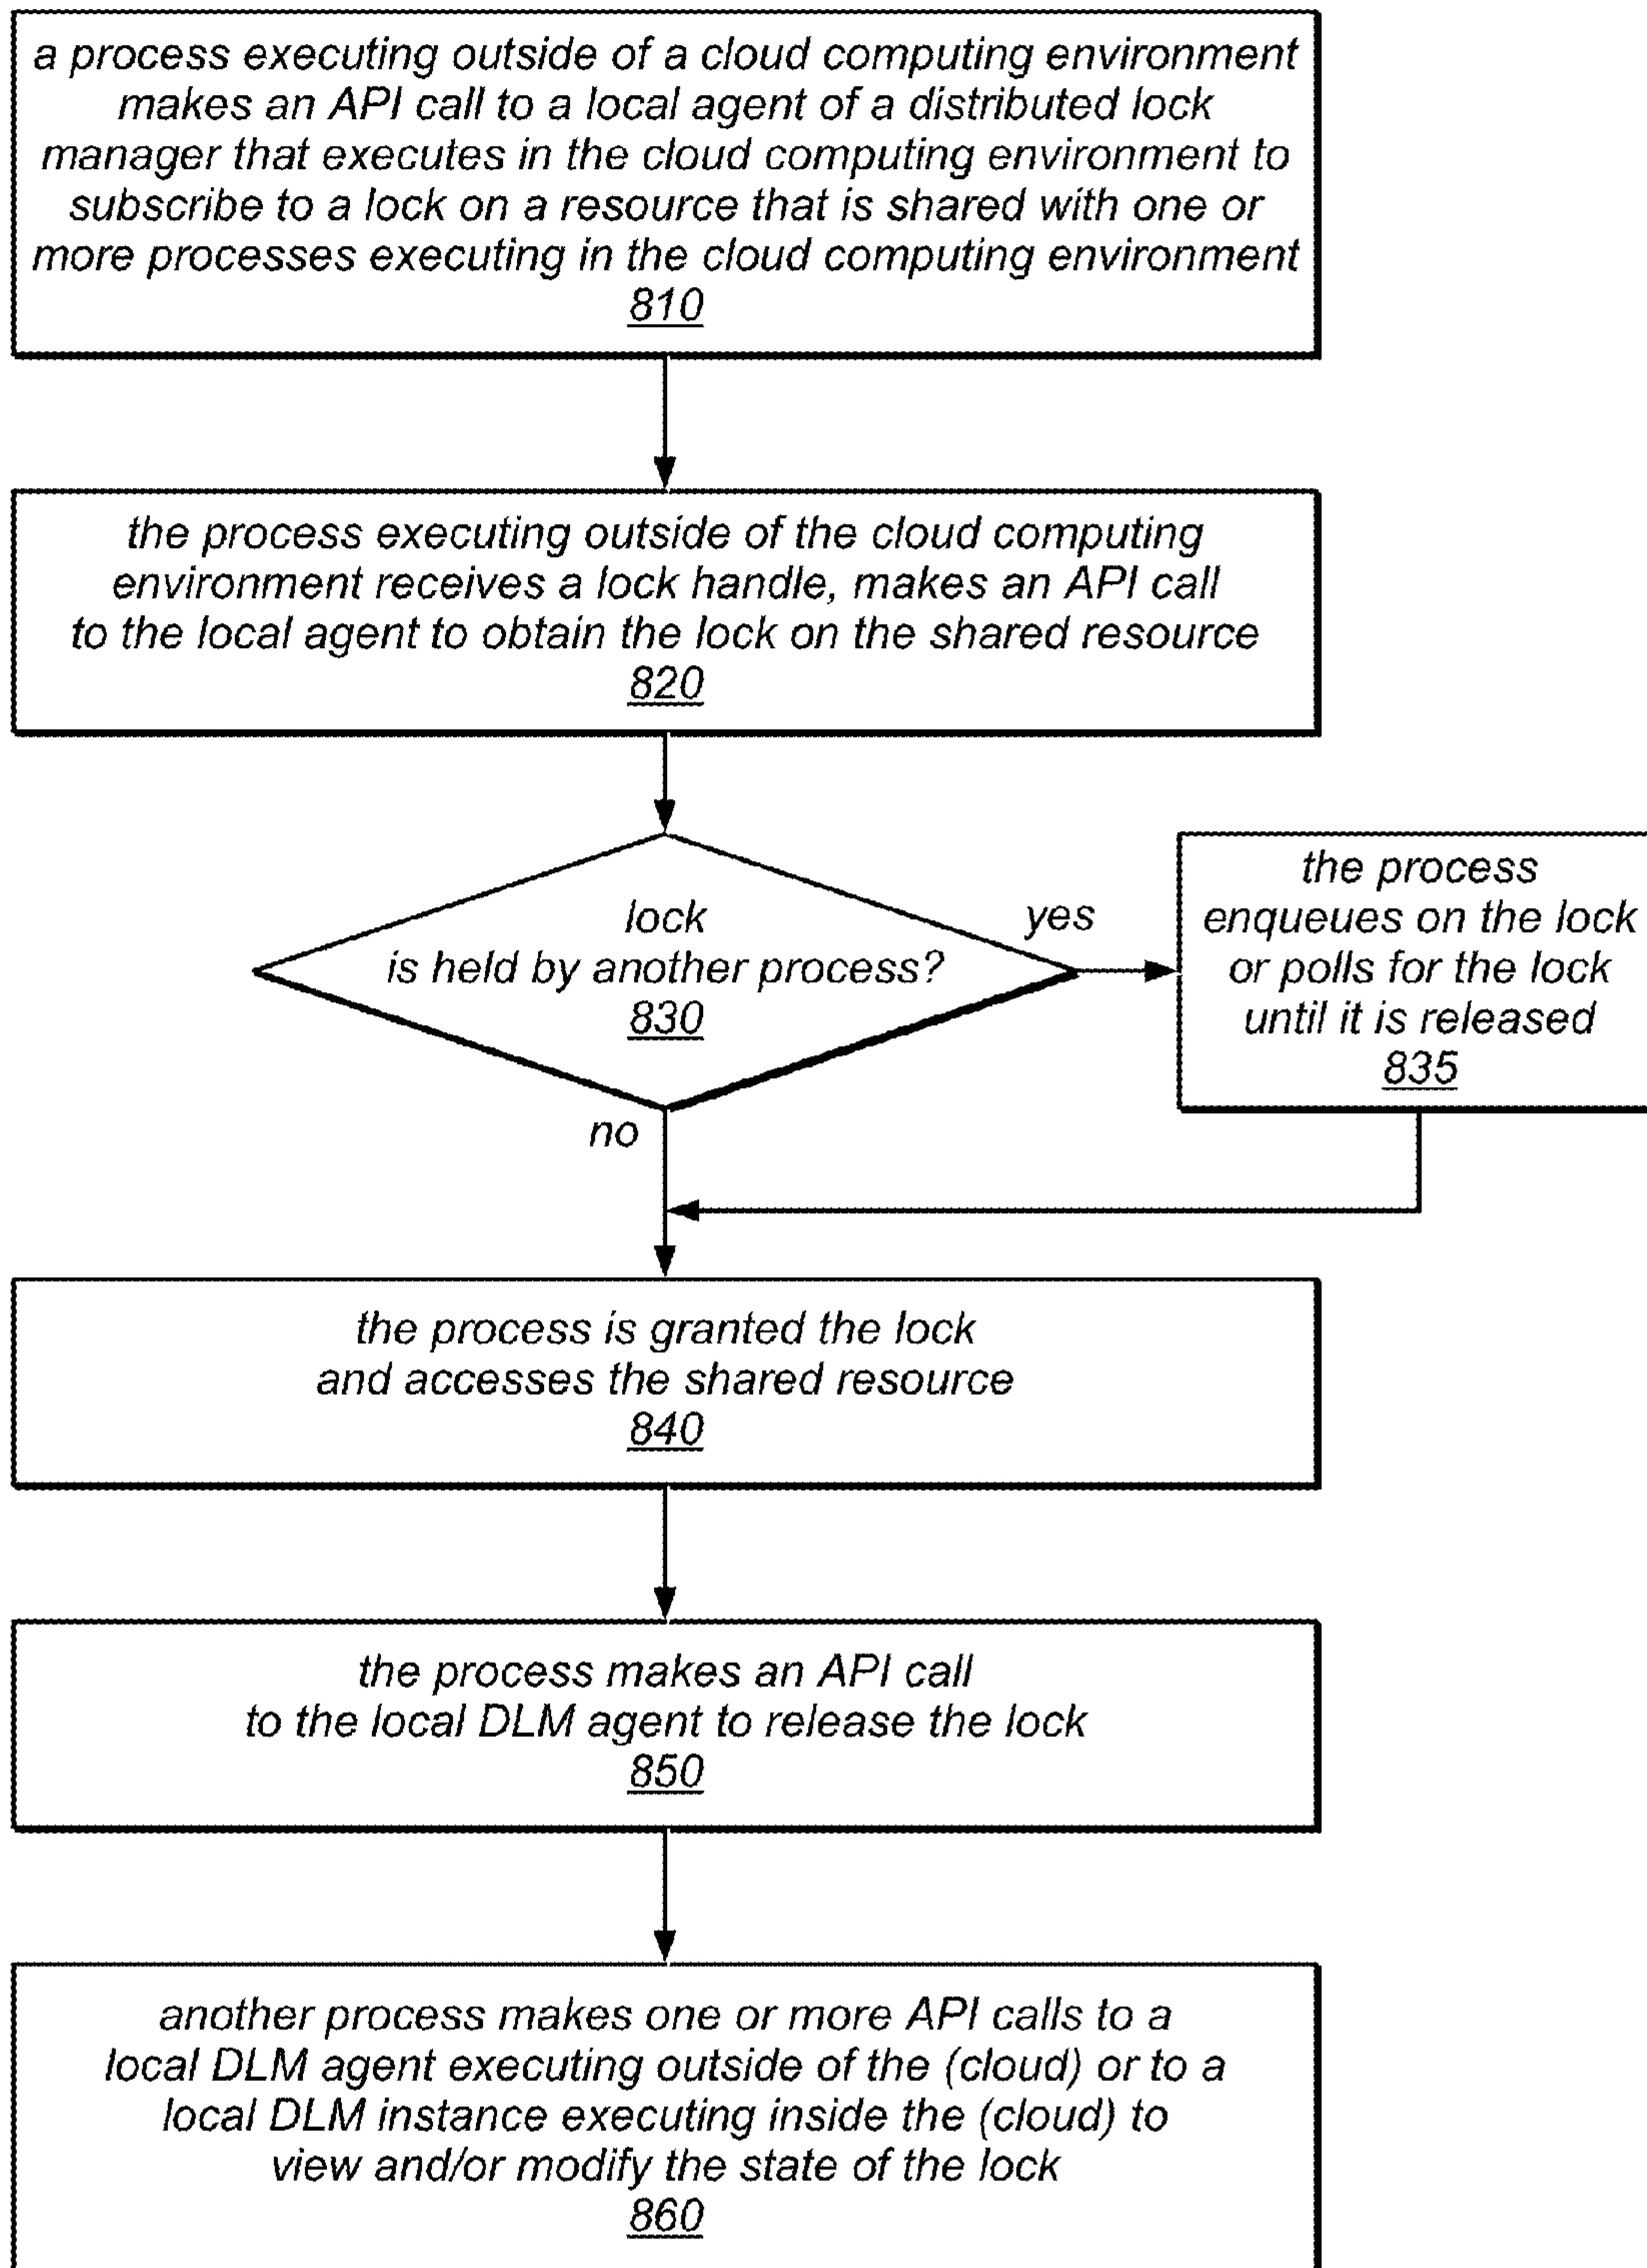 a process executing outside of a cloud computing environment
makes an API call to a local agent of a distributed lock
manager that executes in the cloud computing environment to
subscribe to a lock on a resource that is shared with one or
more processes executing in the cloud computing environment
810
the process executing outside of the cloud computing
environment receives a lock handle, makes an API call
to the local agent to obtain the lock on the shared resource
820
lock
is held by another process?
830
yes
the process
enqueues on the lock
or polls for the lock
until it is released
835
no
the process is granted the lock
and accesses the shared resource
840
the process makes an API call
to the local DLM agent to release the lock
850
another process makes one or more API calls to a
local DLM agent executing outside of the (cloud) or to a
local DLM instance executing inside the (cloud) to
view and/or modify the state of the lock
860